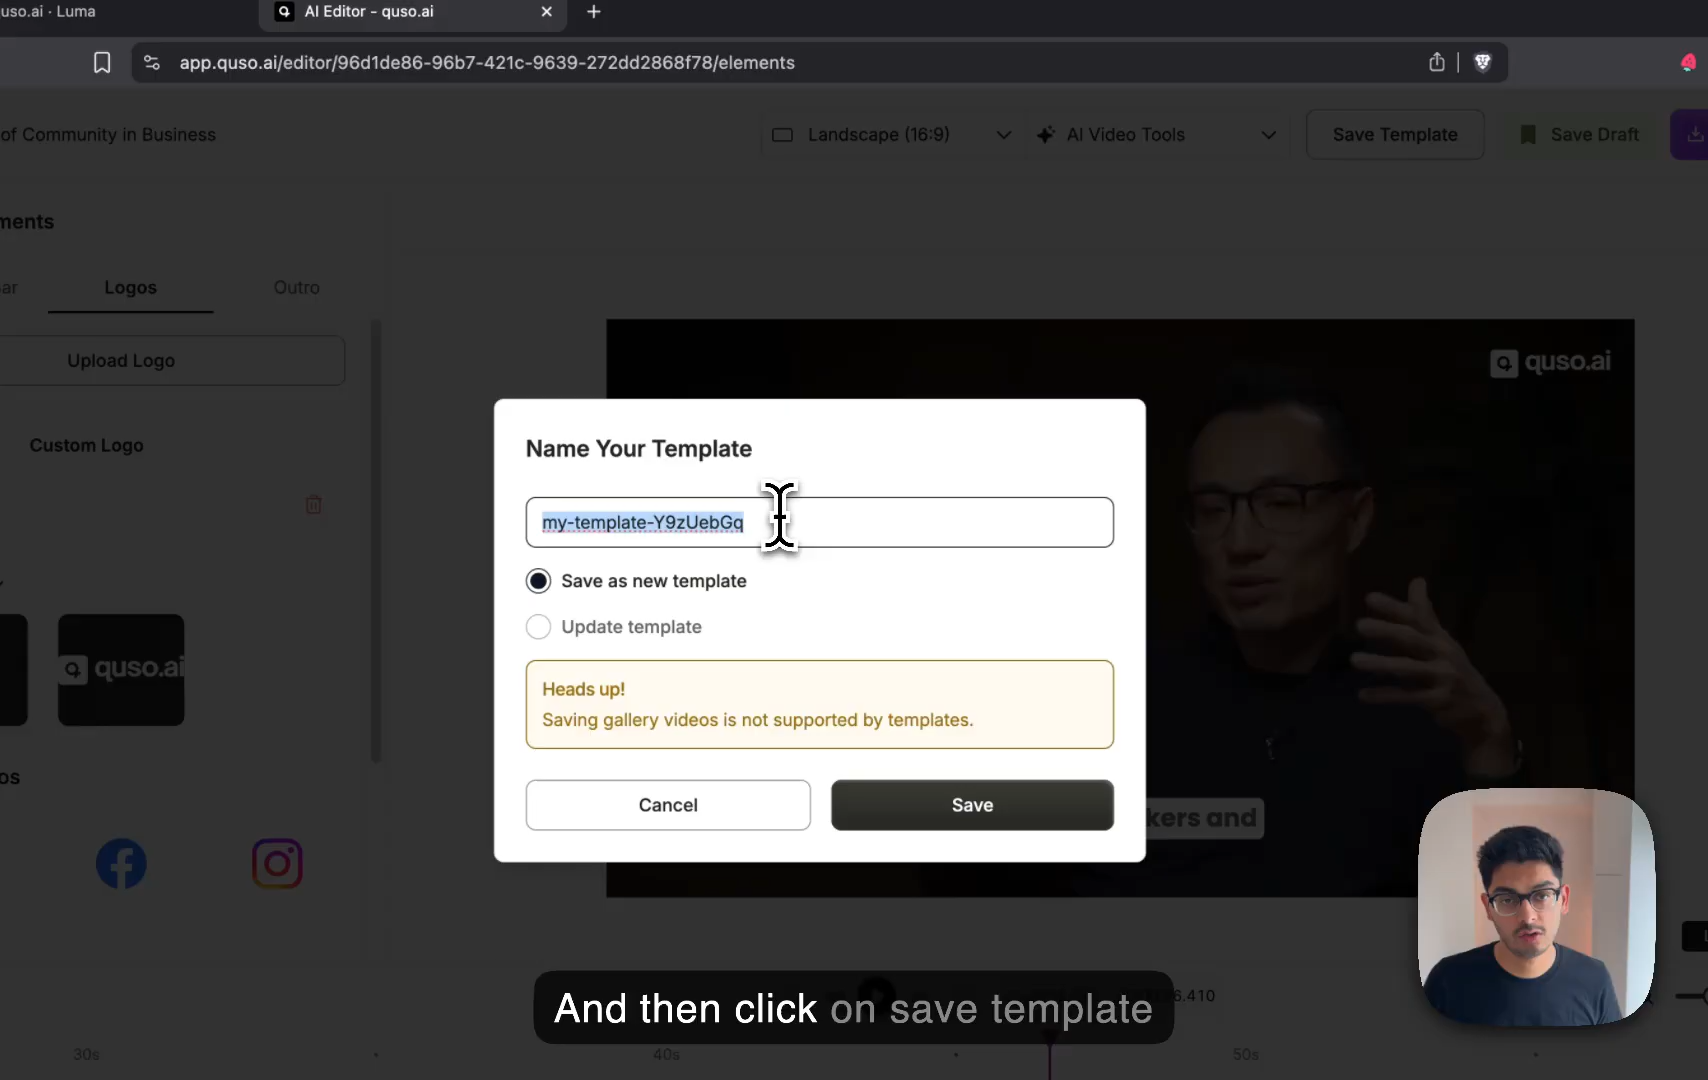 uso.ai · Luma
AI Editor - quso.ai
app.quso.ai/editor/96d1de86-96b7-421c-9639-272dd2868f78/elements
of Community in Business
Landscape (16:9)
AI Video Tools
Save Template
Save Draft
ments
ar
Logos
Outro
Upload Logo
quso.ai
Custom Logo
Name Your Template
my-template-Y9zUebGq
Save as new template
Update template
quso.ai
Heads up!
Saving gallery videos is not supported by templates.
os
Cancel
Save
kers and
And then click on save template
6.410
30s
40s
50s